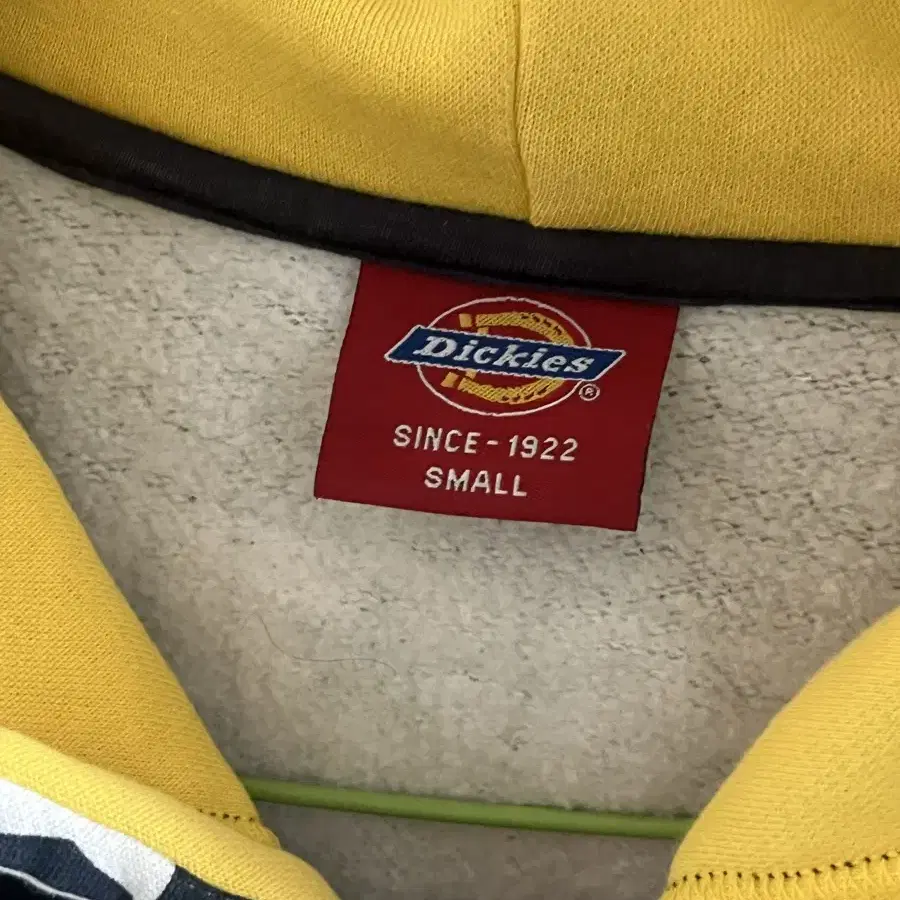 Dickies
®
SINCE-1922
SMALL